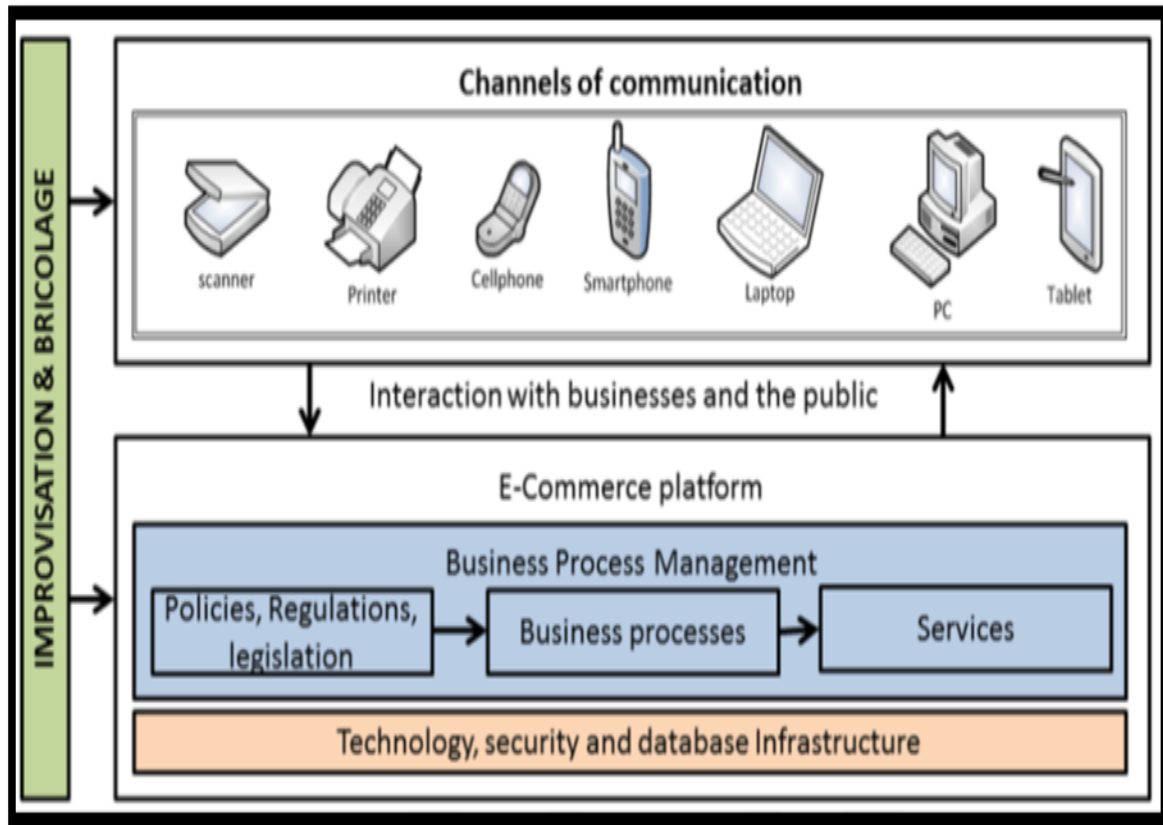 IMPROVISATION & BRICOLAGE
Channels of communication
scanner
Printer
Cellphone
Smartphone
Laptop
PC
Tablet
Interaction with businesses and the public
E-Commerce platform
Business Process Management
Policies, Regulations,
legislation
Business processes
Services
Technology, security and database Infrastructure